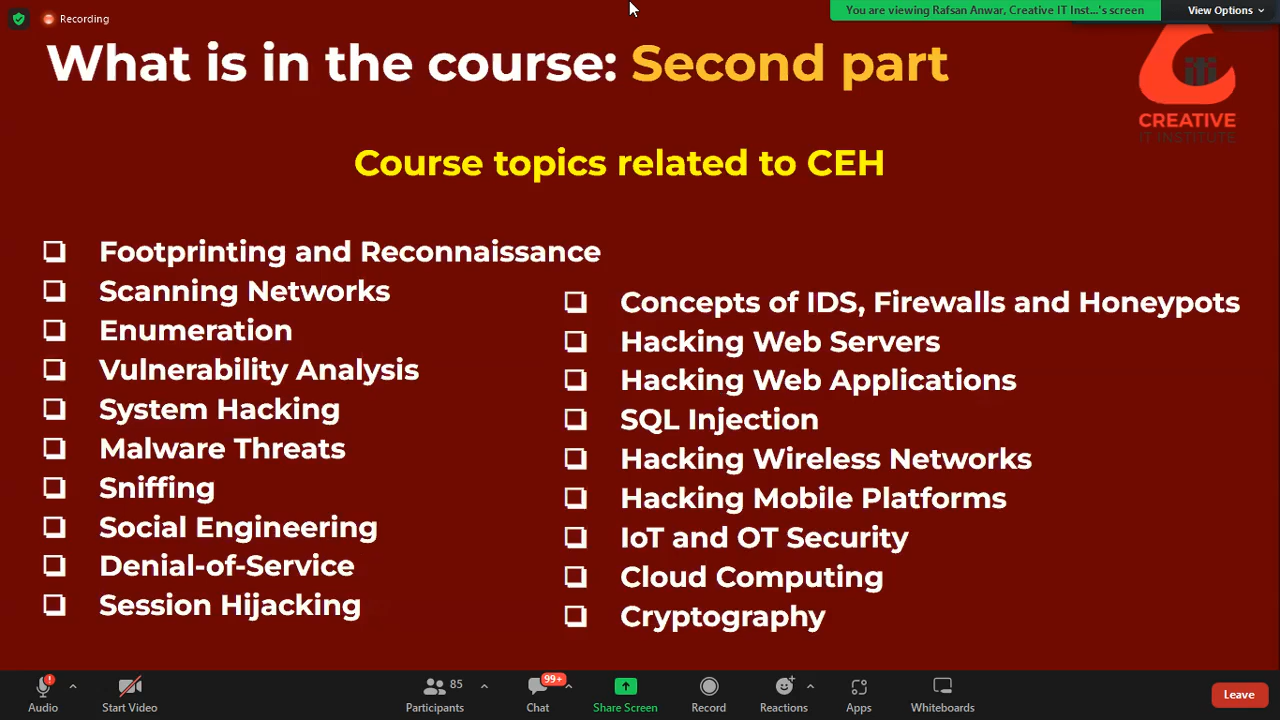 Recording
You are viewing Rafsan Anwar, Creative IT Inst...'s screen
View Options
What is in the course: Second part
CREATIVE
IT INSTITUTE
Course topics related to CEH
Footprinting and Reconnaissance
Scanning Networks
Enumeration
Vulnerability Analysis
System Hacking
Malware Threats
Sniffing
Social Engineering
Denial-of-Service
Session Hijacking
Concepts of IDS, Firewalls and Honeypots
Hacking Web Servers
Hacking Web Applications
SQL Injection
Hacking Wireless Networks
Hacking Mobile Platforms
IoT and OT Security
Cloud Computing
Cryptography
85
99+
Audio
Start Video
Participants
Chat
Share Screen
Record
Reactions
Apps
Whiteboards
Leave